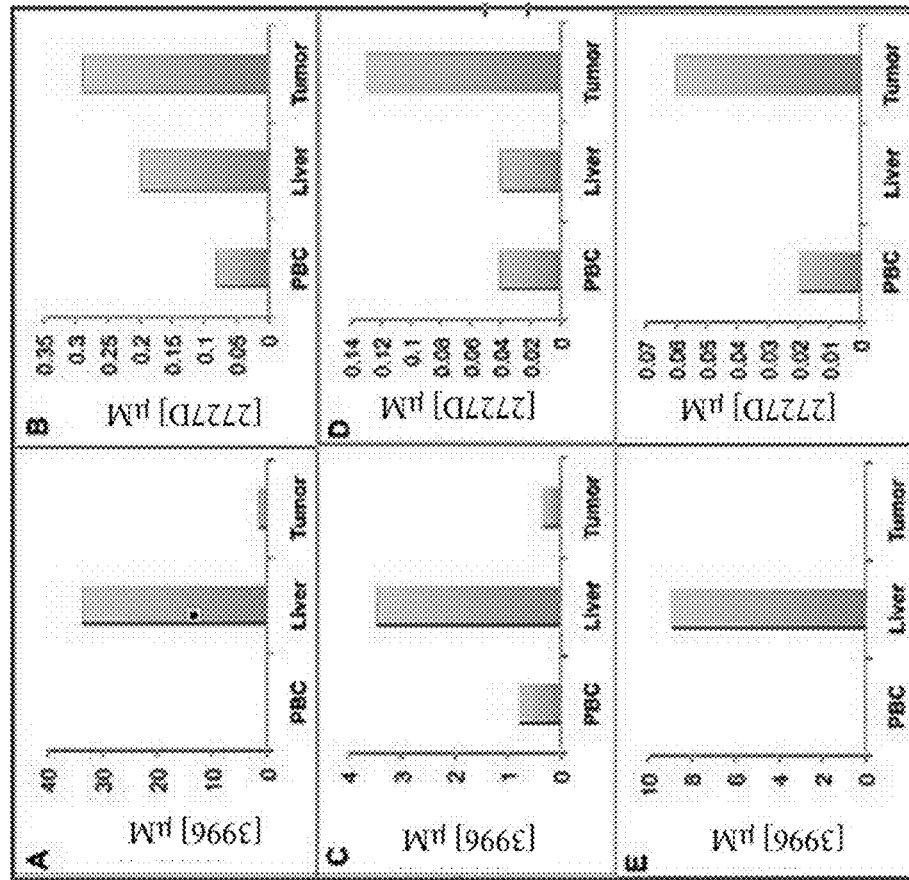 A
[3996] µM
40
30
20
10
0
PBC Liver Tumor
B
[2727D] µM
0.35
0.3
0.25
0.2
0.15
0.1
0.05
0
PBC Liver Tumor
C
[3996] µM
4
3
2
1
0
PBC Liver Tumor
D
[2727D] µM
0.14
0.12
0.1
0.08
0.06
0.04
0.02
0
PBC Liver Tumor
E
[3996] µM
10
8
6
4
2
0
PBC Liver Tumor
[2727D] µM
0.07
0.06
0.05
0.04
0.03
0.02
0.01
0
PBC Liver Tumor